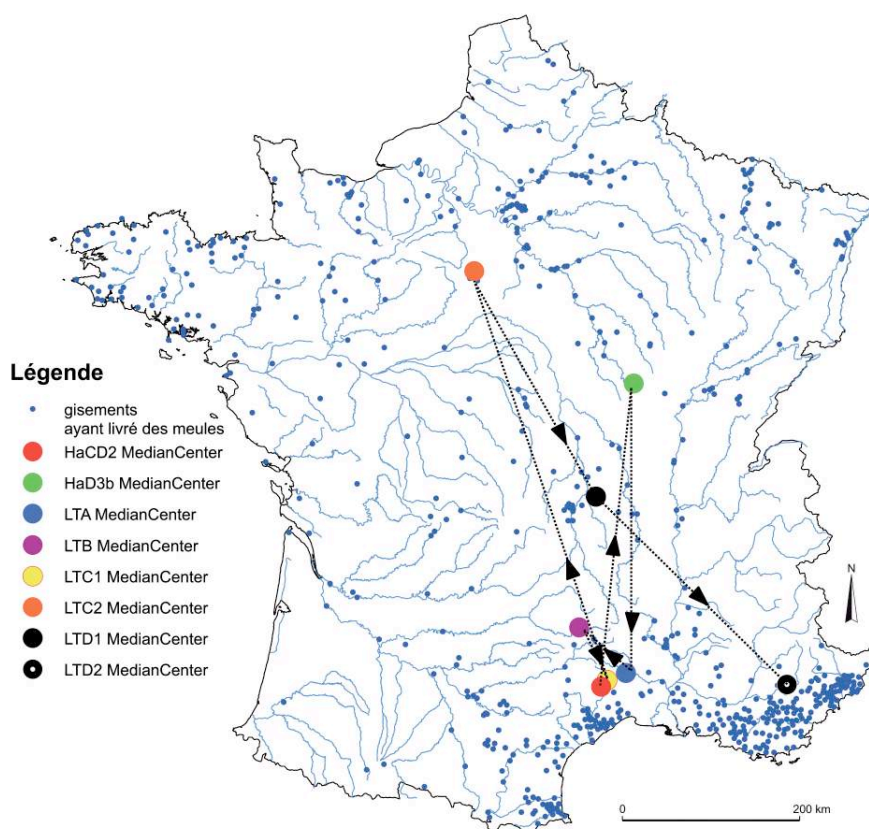 Légende
gisements
ayant livré des meules
HaCD2 MedianCenter
HaD3b MedianCenter
LTA MedianCenter
LTB MedianCenter
LTC1 MedianCenter
LTC2 MedianCenter
LTD1 MedianCenter
LTD2 MedianCenter
N
0 200 km